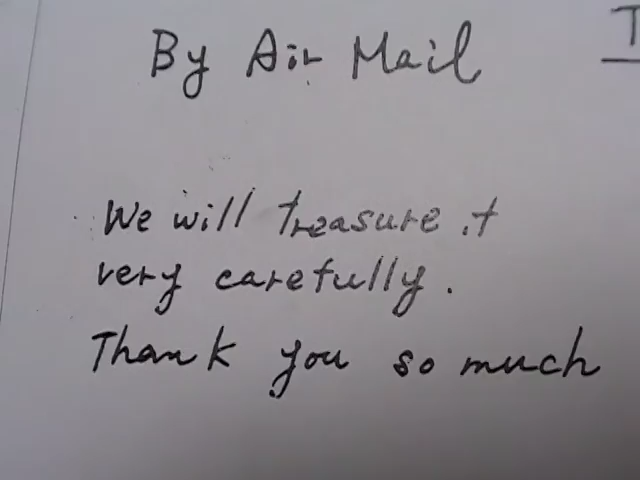 By Air Mail
We will treasure it
very carefully.
Thank you so much